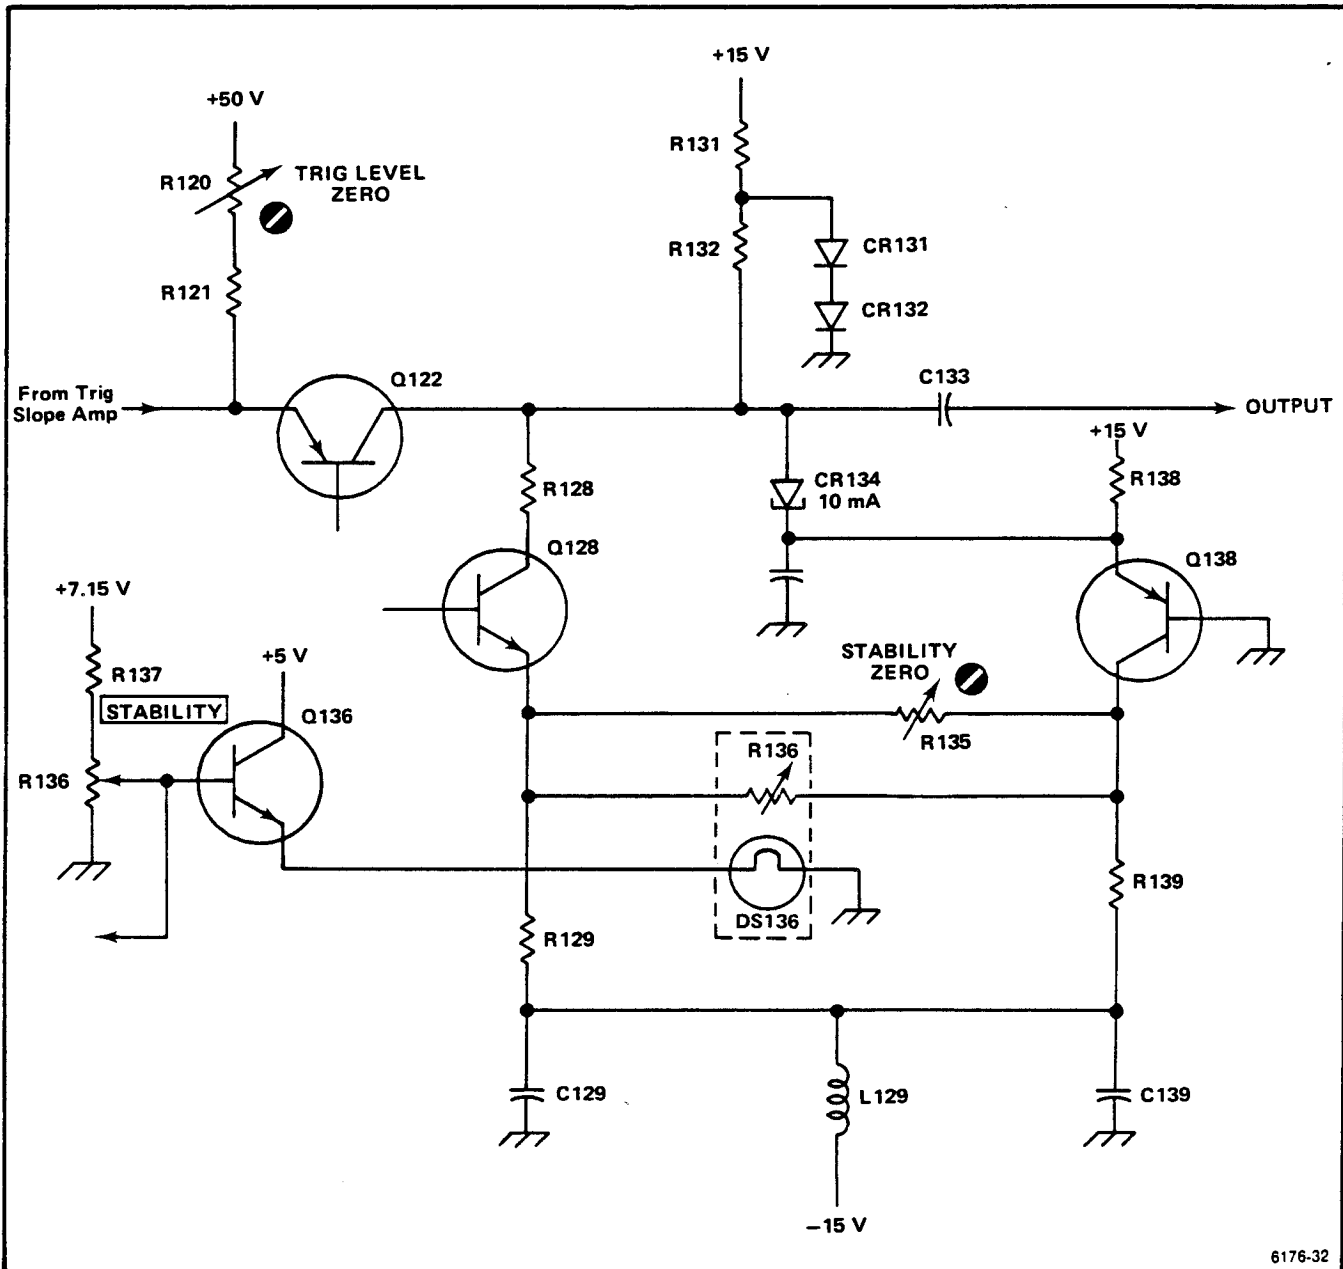 +15 V
+50 V
R131
R120
TRIG LEVEL
ZERO
R132
CR131
R121
CR132
Q122
C133
From Trig
Slope Amp
OUTPUT
+15 V
R128
CR134
10 mA
R138
Q128
Q138
+7.15 V
+5 V
STABILITY
ZERO
R137
STABILITY
Q136
R135
R136
R136
R139
DS136
R129
C129
L129
C139
–15 V
6176-32